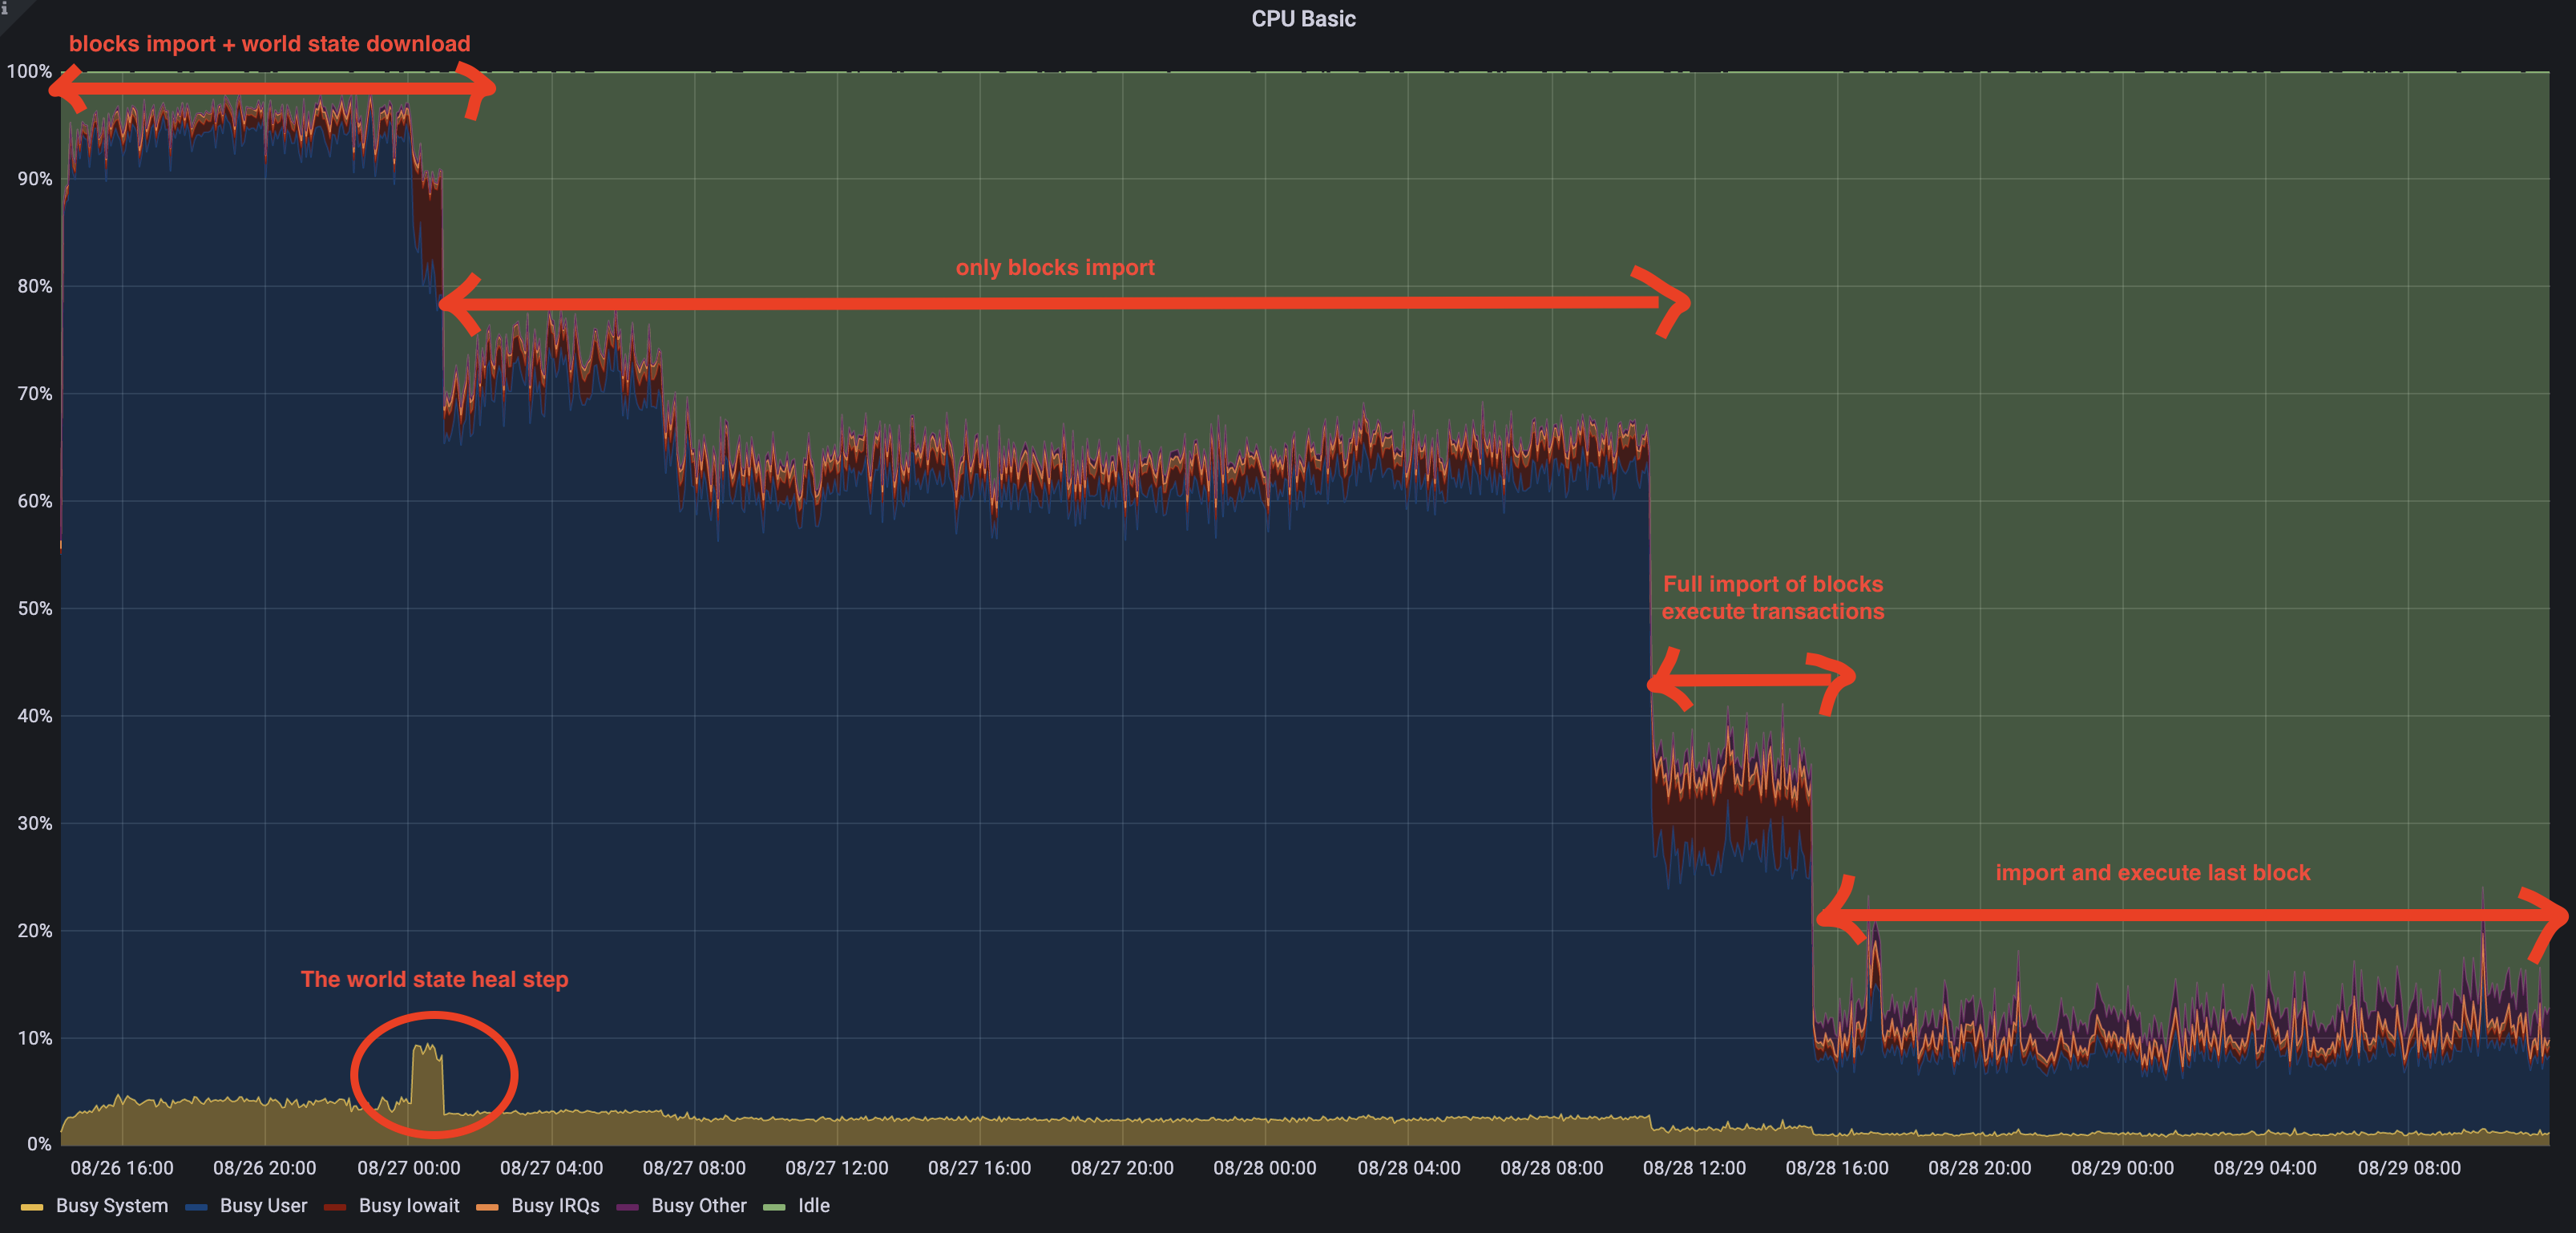 i
CPU Basic
blocks import + world state download
100%
90%
80%
70%
60%
50%
40%
30%
20%
10%
0%
only blocks import
Full import of blocks
execute transactions
import and execute last block
The world state heal step
08/26 16:00 08/26 20:00 08/27 00:00 08/27 04:00 08/27 08:00 08/27 12:00 08/27 16:00 08/27 20:00 08/28 00:00 08/28 04:00 08/28 08:00 08/28 12:00 08/28 16:00 08/28 20:00 08/29 00:00 08/29 04:00 08/29 08:00
Busy System Busy User Busy Iowait Busy IRQs Busy Other Idle